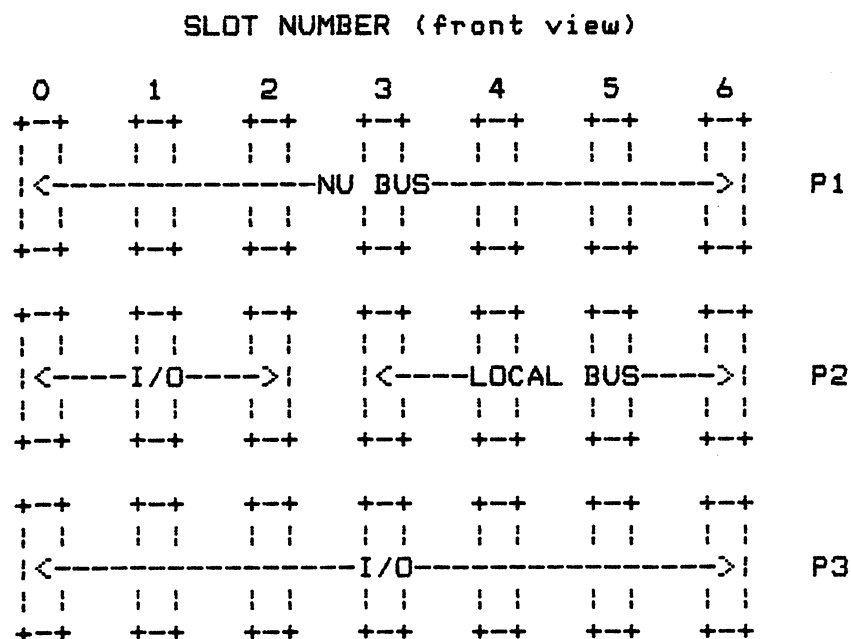 SLOT NUMBER (front view)
0 1 2 3 4 5 6
NU BUS P1
I/O LOCAL BUS P2
I/O P3